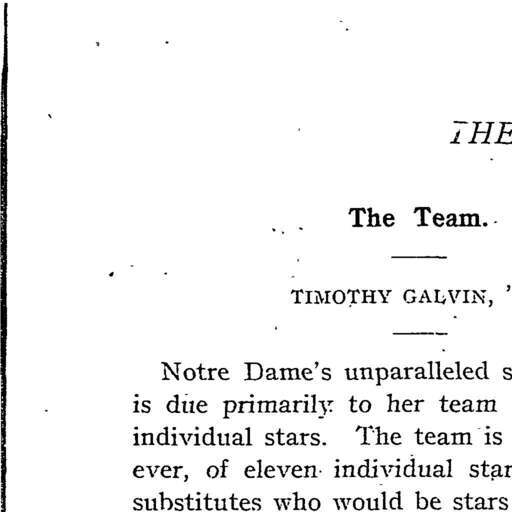 THE
The Team.
TIMOTHY GALVIN, '
Notre Dame's unparalleled s
is due primarily to her team
individual stars. The team is
ever, of eleven individual star
substitutes who would be stars